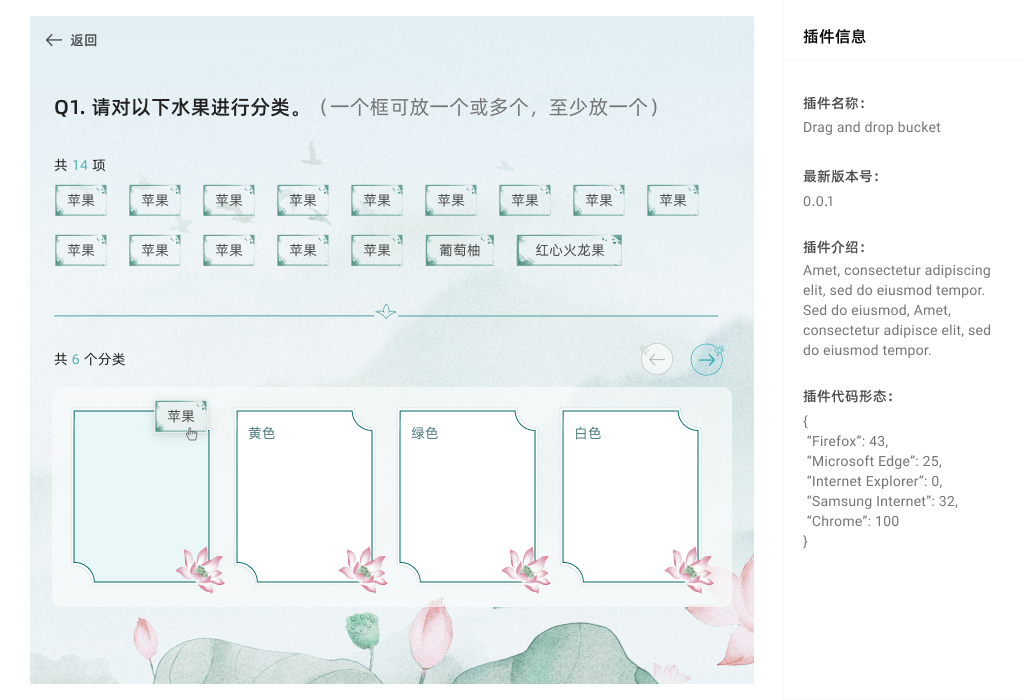 返回
Q1. 请对以下水果进行分类。（一个框可放一个或多个，至少放一个）
共 14 项
苹果 苹果 苹果 苹果 苹果 苹果 苹果 苹果 苹果
苹果 苹果 苹果 苹果 苹果 葡萄柚 红心火龙果
共 6 个分类
苹果
黄色 绿色 白色
插件信息
插件名称：
Drag and drop bucket
最新版本号：
0.0.1
插件介绍：
Amet, consectetur adipiscing
elit, sed do eiusmod tempor.
Sed do eiusmod, Amet,
consectetur adipisce elit, sed
do eiusmod tempor.
插件代码形态：
{
“Firefox”: 43,
“Microsoft Edge”: 25,
“Internet Explorer”: 0,
“Samsung Internet”: 32,
“Chrome”: 100
}